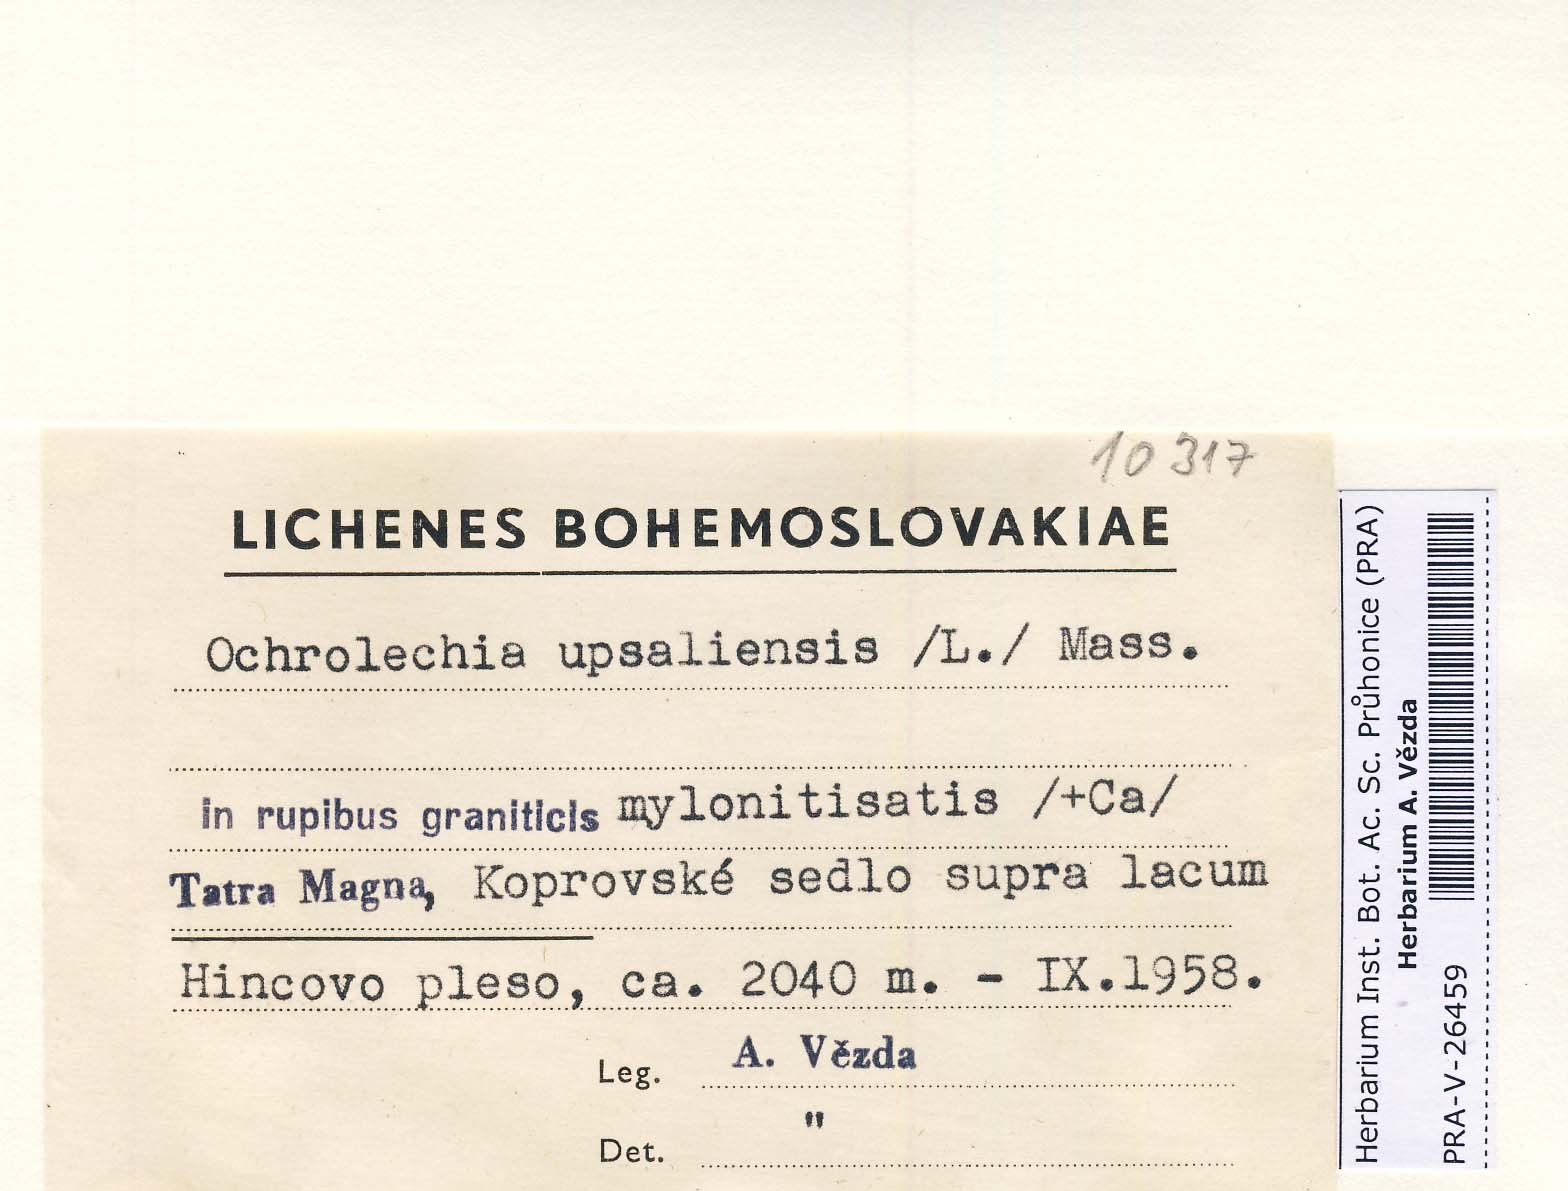 10317
LICHENES BOHEMOSLOVAKIAE
Ochrolechia upsaliensis /L./ Mass.
in rupibus graniticis mylonitisatis /+Ca/
Tatra Magna, Koprovské sedlo supra lacum
Hincovo pleso, ca. 2040 m. - IX.1958.
Leg. A. Vězda
Det. "
Herbarium Inst. Bot. Ac. Sc. Průhonice (PRA)
Herbarium A. Vězda
PRA-V-26459